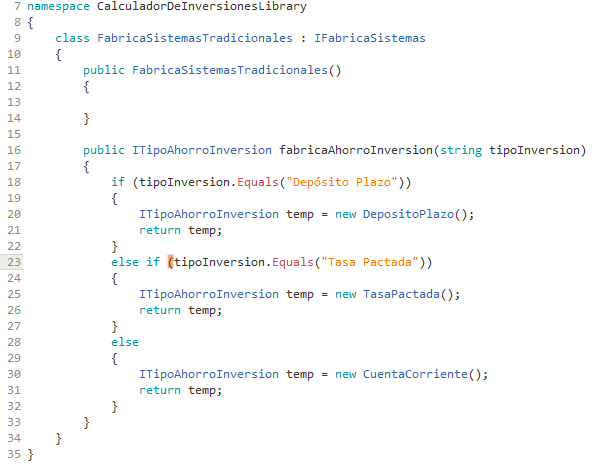 7 namespace CalculadorDeInversionesLibrary
8 {
9     class FabricaSistemasTradicionales : IFabricaSistemas
10     {
11         public FabricaSistemasTradicionales()
12         {
13
14         }
15
16         public ITipoAhorroInversion fabricaAhorroInversion(string tipoInversion)
17         {
18             if (tipoInversion.Equals("Depósito Plazo"))
19             {
20                 ITipoAhorroInversion temp = new DepositoPlazo();
21                 return temp;
22             }
23             else if (tipoInversion.Equals("Tasa Pactada"))
24             {
25                 ITipoAhorroInversion temp = new TasaPactada();
26                 return temp;
27             }
28             else
29             {
30                 ITipoAhorroInversion temp = new CuentaCorriente();
31                 return temp;
32             }
33         }
34     }
35 }